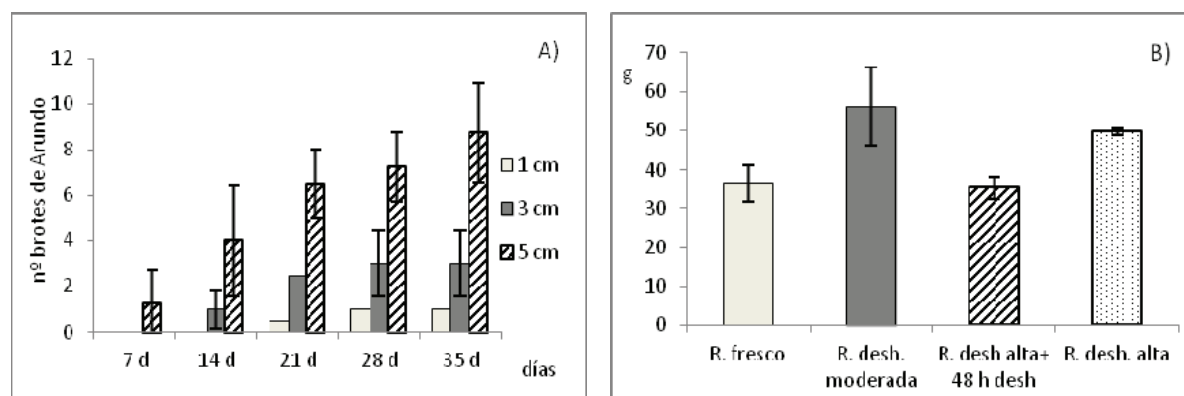 A)
nº brotes de Arundo
12
10
8
6
4
2
0
7 d 14 d 21 d 28 d 35 d
días
1 cm
3 cm
5 cm
B)
g
70
60
50
40
30
20
10
0
R. fresco
R. desh.
moderada
R. desh alta+
48 h desh
R. desh. alta